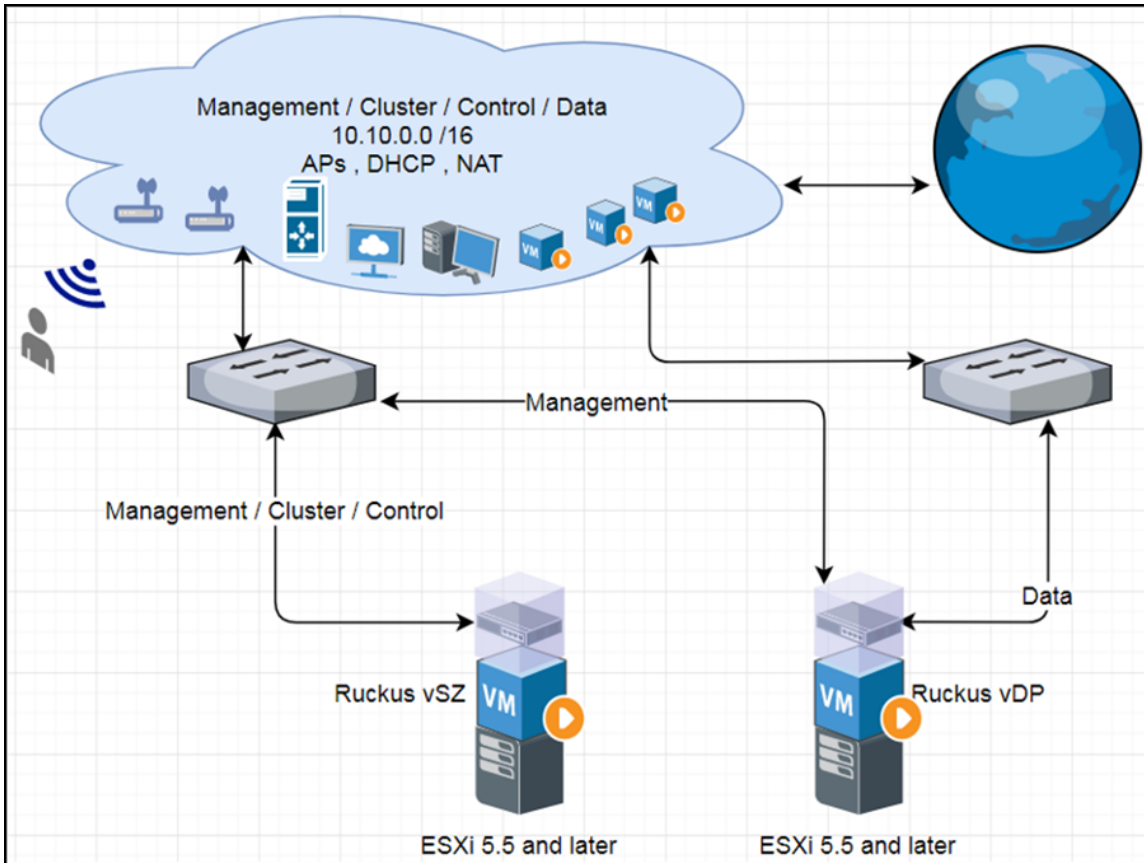 Management / Cluster / Control / Data
10.10.0.0 /16
APs , DHCP , NAT
VM
VM
VM
Management
Management / Cluster / Control
Data
Ruckus vSZ
VM
VM
Ruckus vDP
ESXi 5.5 and later
ESXi 5.5 and later